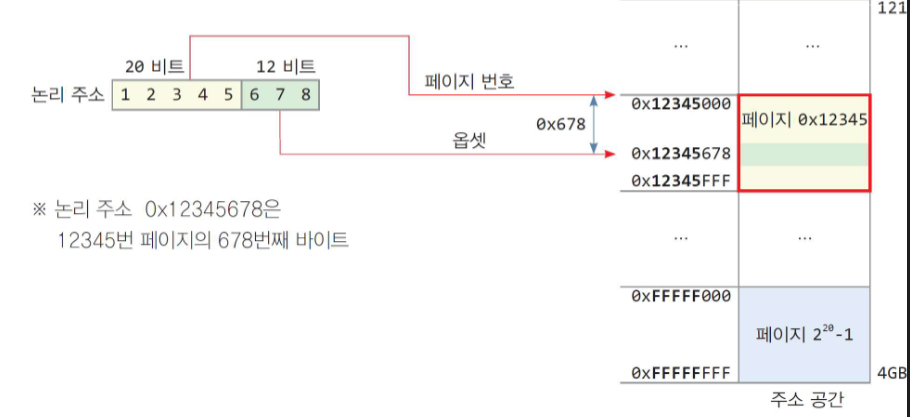 121
… …
20 비트 12 비트
논리 주소 1 2 3 4 5 6 7 8
페이지 번호
0x12345000
페이지 0x12345
0x678
옵셋
0x12345678
0x12345FFF
※ 논리 주소 0x12345678은
12345번 페이지의 678번째 바이트
… …
0xFFFFF000
페이지 2²⁰-1
0xFFFFFFFF
4GB
주소 공간